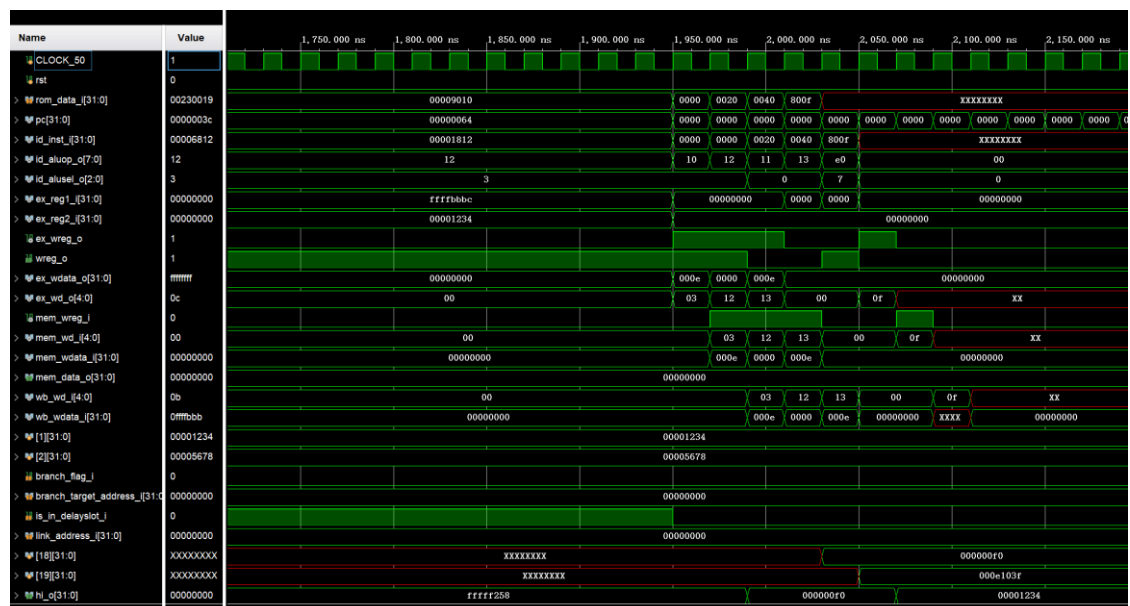 Name Value 1,750.000 ns 1,800.000 ns 1,850.000 ns 1,900.000 ns 1,950.000 ns 2,000.000 ns 2,050.000 ns 2,100.000 ns 2,150.000 ns
CLOCK_50 1
rst 0
rom_data_i[31:0] 00230019 00009010 0000 0020 0040 800f XXXXXXXX
pc[31:0] 0000003c 00000064 0000 0000 0000 0000 0000 0000 0000 0000 0000 0000 0000 0000
id_inst_i[31:0] 00006812 00001812 0000 0000 0020 0040 800f XXXXXXXX
id_aluop_o[7:0] 12 12 10 12 11 13 e0 00
id_alusel_o[2:0] 3 3 0 7 0
ex_reg1_i[31:0] 00000000 ffffbbbc 00000000 0000 0000 00000000
ex_reg2_i[31:0] 00000000 00001234 00000000
ex_wreg_o 1
wreg_o 1
ex_wdata_o[31:0] ffffffff 00000000 000e 0000 000e 00000000
ex_wd_o[4:0] 0c 00 03 12 13 00 0f XX
mem_wreg_i 0
mem_wd_i[4:0] 00 00 03 12 13 00 0f XX
mem_wdata_i[31:0] 00000000 00000000 000e 0000 000e 00000000
mem_data_o[31:0] 00000000 00000000
wb_wd_i[4:0] 0b 00 03 12 13 00 0f XX
wb_wdata_i[31:0] 0ffffbbb 00000000 000e 0000 000e 00000000 XXXX 00000000
[1][31:0] 00001234 00001234
[2][31:0] 00005678 00005678
branch_flag_i 0
branch_target_address_i[31:0 00000000 00000000
is_in_delayslot_i 0
link_address_i[31:0] 00000000 00000000
[18][31:0] XXXXXXXX XXXXXXXX 000000f0
[19][31:0] XXXXXXXX XXXXXXXX 000e103f
hi_o[31:0] 00000000 fffff258 000000f0 00001234